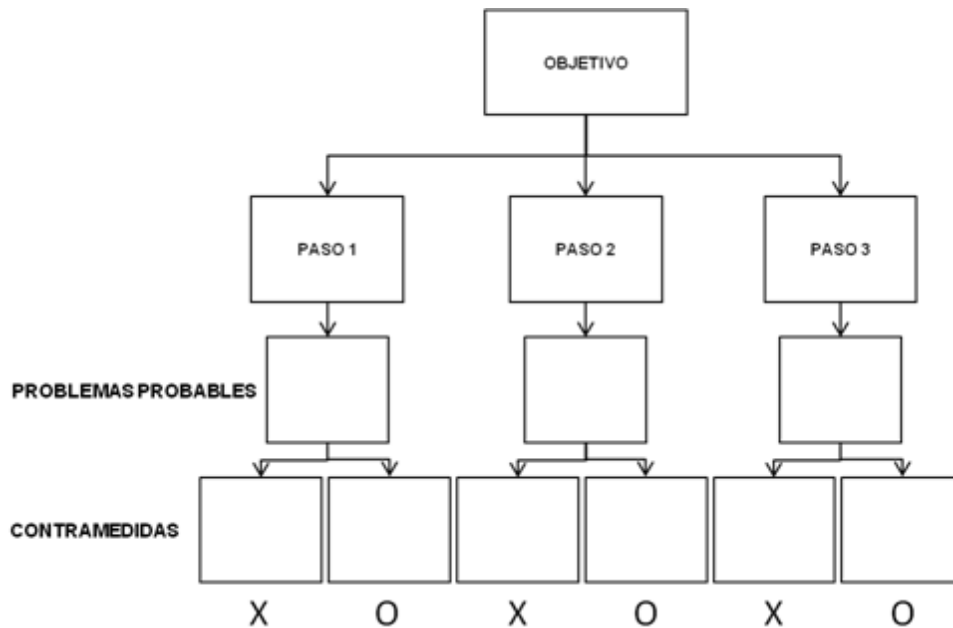 OBJETIVO
PASO 1
PASO 2
PASO 3
PROBLEMAS PROBABLES
CONTRAMEDIDAS
X O X O X O